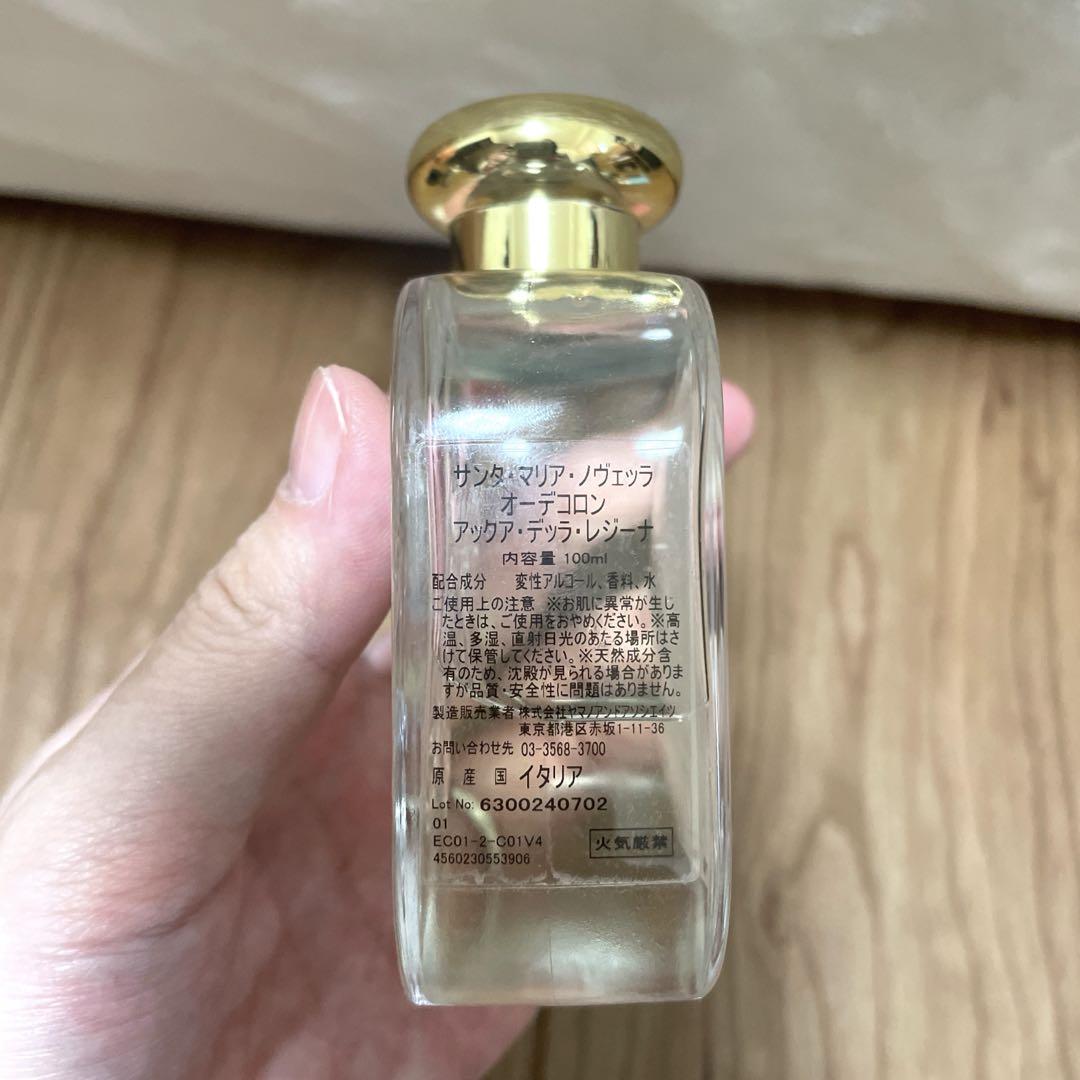 サンタ・マリア・ノヴェッラ
オーデコロン
アックア・デッラ・レジーナ
内容量 100ml
配合成分 変性アルコール、香料、水
ご使用上の注意 ※お肌に異常が生じ
たときは、ご使用をおやめください。※高
温、多湿、直射日光のあたる場所はさ
けて保管してください。※天然成分含
有のため、沈殿が見られる場合がありま
すが品質・安全性に問題はありません。
製造販売業者 株式会社ヤマノアンドアソシエイツ
東京都港区赤坂1-11-36
お問い合わせ先 03-3568-3700
原産国 イタリア
Lot No: 6300240702
01
EC01-2-C01V4
火気厳禁
4560230553906